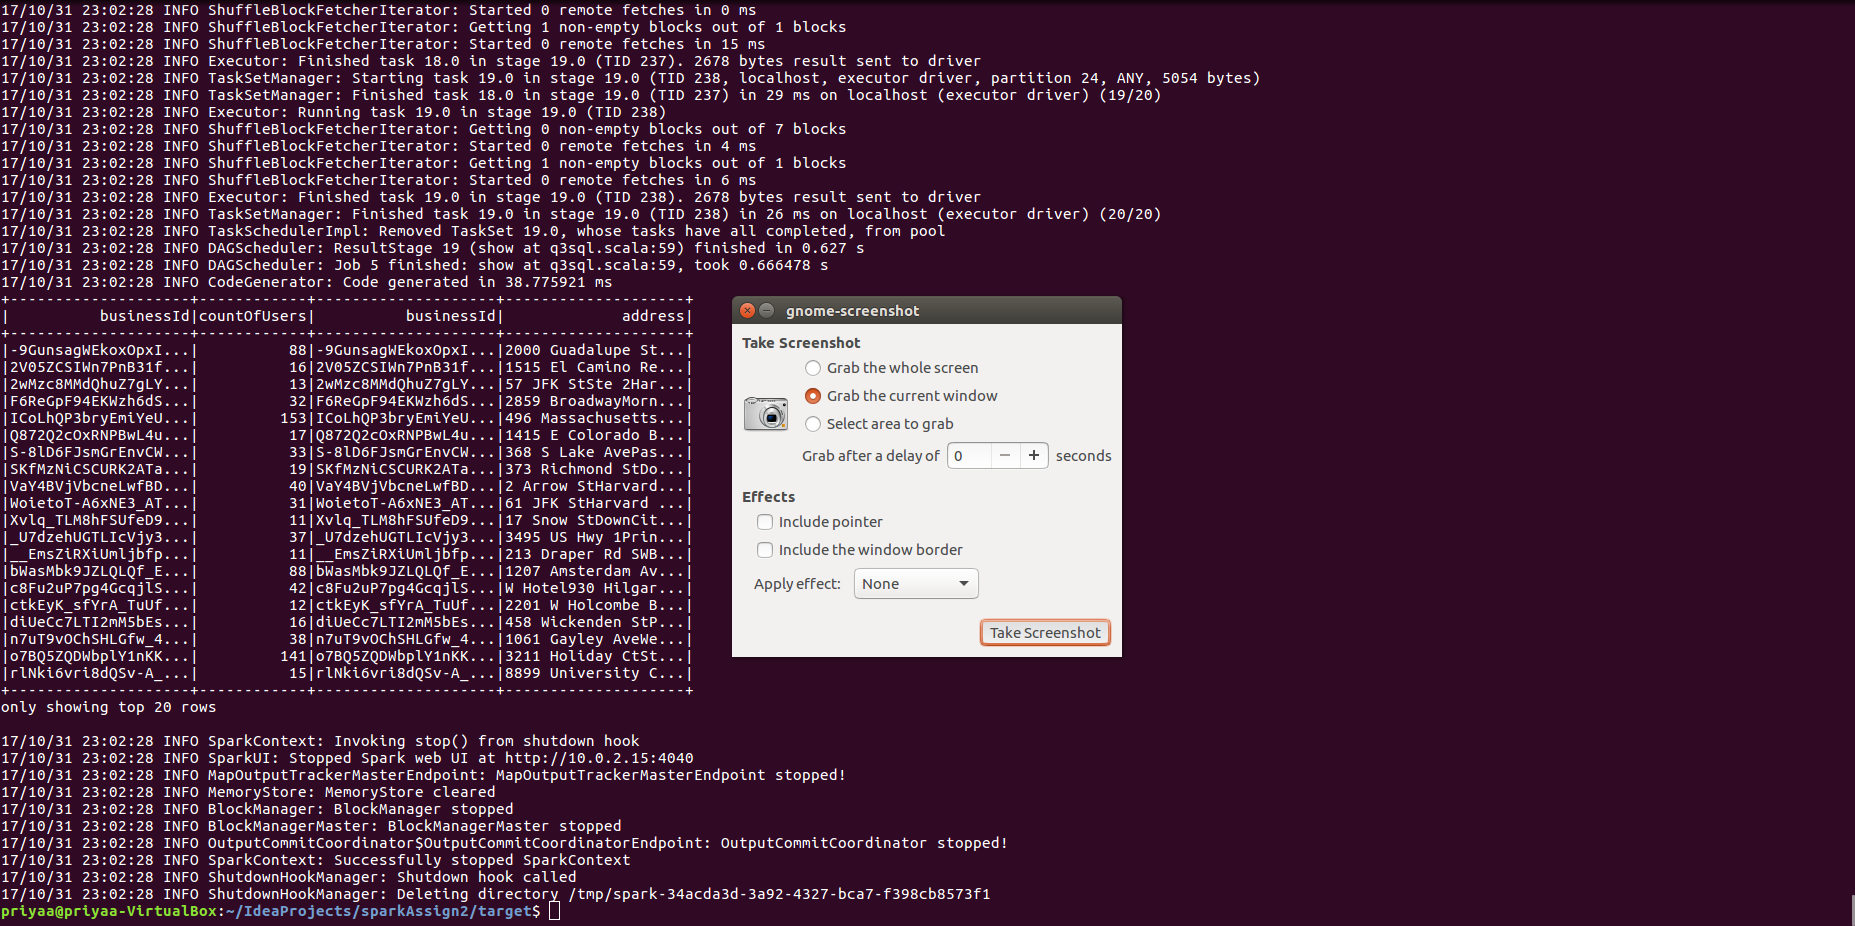 17/10/31 23:02:28 INFO ShuffleBlockFetcherIterator: Started 0 remote fetches in 0 ms
17/10/31 23:02:28 INFO ShuffleBlockFetcherIterator: Getting 1 non-empty blocks out of 1 blocks
17/10/31 23:02:28 INFO ShuffleBlockFetcherIterator: Started 0 remote fetches in 15 ms
17/10/31 23:02:28 INFO Executor: Finished task 18.0 in stage 19.0 (TID 237). 2678 bytes result sent to driver
17/10/31 23:02:28 INFO TaskSetManager: Starting task 19.0 in stage 19.0 (TID 238, localhost, executor driver, partition 24, ANY, 5054 bytes)
17/10/31 23:02:28 INFO TaskSetManager: Finished task 18.0 in stage 19.0 (TID 237) in 29 ms on localhost (executor driver) (19/20)
17/10/31 23:02:28 INFO Executor: Running task 19.0 in stage 19.0 (TID 238)
17/10/31 23:02:28 INFO ShuffleBlockFetcherIterator: Getting 0 non-empty blocks out of 7 blocks
17/10/31 23:02:28 INFO ShuffleBlockFetcherIterator: Started 0 remote fetches in 4 ms
17/10/31 23:02:28 INFO ShuffleBlockFetcherIterator: Getting 1 non-empty blocks out of 1 blocks
17/10/31 23:02:28 INFO ShuffleBlockFetcherIterator: Started 0 remote fetches in 6 ms
17/10/31 23:02:28 INFO Executor: Finished task 19.0 in stage 19.0 (TID 238). 2678 bytes result sent to driver
17/10/31 23:02:28 INFO TaskSetManager: Finished task 19.0 in stage 19.0 (TID 238) in 26 ms on localhost (executor driver) (20/20)
17/10/31 23:02:28 INFO TaskSchedulerImpl: Removed TaskSet 19.0, whose tasks have all completed, from pool
17/10/31 23:02:28 INFO DAGScheduler: ResultStage 19 (show at q3sql.scala:59) finished in 0.627 s
17/10/31 23:02:28 INFO DAGScheduler: Job 5 finished: show at q3sql.scala:59, took 0.666478 s
17/10/31 23:02:28 INFO CodeGenerator: Code generated in 38.775921 ms
+--------------------+------------+--------------------+--------------------+
|          businessId|countOfUsers|          businessId|             address|
+--------------------+------------+--------------------+--------------------+
|-9GunsagWEkoxOpxI...|          88|-9GunsagWEkoxOpxI...|2000 Guadalupe St...|
|2V05ZCSIWn7PnB31f...|          16|2V05ZCSIWn7PnB31f...|1515 El Camino Re...|
|2wMzc8MMdQhuZ7gLY...|          13|2wMzc8MMdQhuZ7gLY...|57 JFK StSte 2Har...|
|F6ReGpF94EKWzh6dS...|          32|F6ReGpF94EKWzh6dS...|2859 BroadwayMorn...|
|ICoLhQP3bryEmiYeU...|         153|ICoLhQP3bryEmiYeU...|496 Massachusetts...|
|Q872Q2cOxRNPBwL4u...|          17|Q872Q2cOxRNPBwL4u...|1415 E Colorado B...|
|S-8lD6FJsmGrEnvCW...|          33|S-8lD6FJsmGrEnvCW...|368 S Lake AvePas...|
|SKfMzNiCSCURK2ATa...|          19|SKfMzNiCSCURK2ATa...|373 Richmond StDo...|
|VaY4BVjVbcneLwfBD...|          40|VaY4BVjVbcneLwfBD...|2 Arrow StHarvard...|
|WoietoT-A6xNE3_AT...|          31|WoietoT-A6xNE3_AT...|61 JFK StHarvard ...|
|Xvlq_TLM8hFSUfeD9...|          11|Xvlq_TLM8hFSUfeD9...|17 Snow StDownCit...|
|_U7dzehUGTLIcVjy3...|          37|_U7dzehUGTLIcVjy3...|3495 US Hwy 1Prin...|
|__EmsZiRXiUmljbfp...|          11|__EmsZiRXiUmljbfp...|213 Draper Rd SWB...|
|bWasMbk9JZLQLQf_E...|          88|bWasMbk9JZLQLQf_E...|1207 Amsterdam Av...|
|c8Fu2uP7pg4GcqjlS...|          42|c8Fu2uP7pg4GcqjlS...|W Hotel930 Hilgar...|
|ctkEyK_sfYrA_TuUf...|          12|ctkEyK_sfYrA_TuUf...|2201 W Holcombe B...|
|diUeCc7LTI2mM5bEs...|          16|diUeCc7LTI2mM5bEs...|458 Wickenden StP...|
|n7uT9vOChSHLGfw_4...|          38|n7uT9vOChSHLGfw_4...|1061 Gayley AveWe...|
|o7BQ5ZQDWbplY1nKK...|         141|o7BQ5ZQDWbplY1nKK...|3211 Holiday CtSt...|
|rlNki6vri8dQSv-A_...|          15|rlNki6vri8dQSv-A_...|8899 University C...|
+--------------------+------------+--------------------+--------------------+
only showing top 20 rows
17/10/31 23:02:28 INFO SparkContext: Invoking stop() from shutdown hook
17/10/31 23:02:28 INFO SparkUI: Stopped Spark web UI at http://10.0.2.15:4040
17/10/31 23:02:28 INFO MapOutputTrackerMasterEndpoint: MapOutputTrackerMasterEndpoint stopped!
17/10/31 23:02:28 INFO MemoryStore: MemoryStore cleared
17/10/31 23:02:28 INFO BlockManager: BlockManager stopped
17/10/31 23:02:28 INFO BlockManagerMaster: BlockManagerMaster stopped
17/10/31 23:02:28 INFO OutputCommitCoordinator$OutputCommitCoordinatorEndpoint: OutputCommitCoordinator stopped!
17/10/31 23:02:28 INFO SparkContext: Successfully stopped SparkContext
17/10/31 23:02:28 INFO ShutdownHookManager: Shutdown hook called
17/10/31 23:02:28 INFO ShutdownHookManager: Deleting directory /tmp/spark-34acda3d-3a92-4327-bca7-f398cb8573f1
priyaa@priyaa-VirtualBox:~/IdeaProjects/sparkAssign2/target$
gnome-screenshot
Take Screenshot
Grab the whole screen
Grab the current window
Select area to grab
Grab after a delay of 0 − + seconds
Effects
Include pointer
Include the window border
Apply effect: None
Take Screenshot